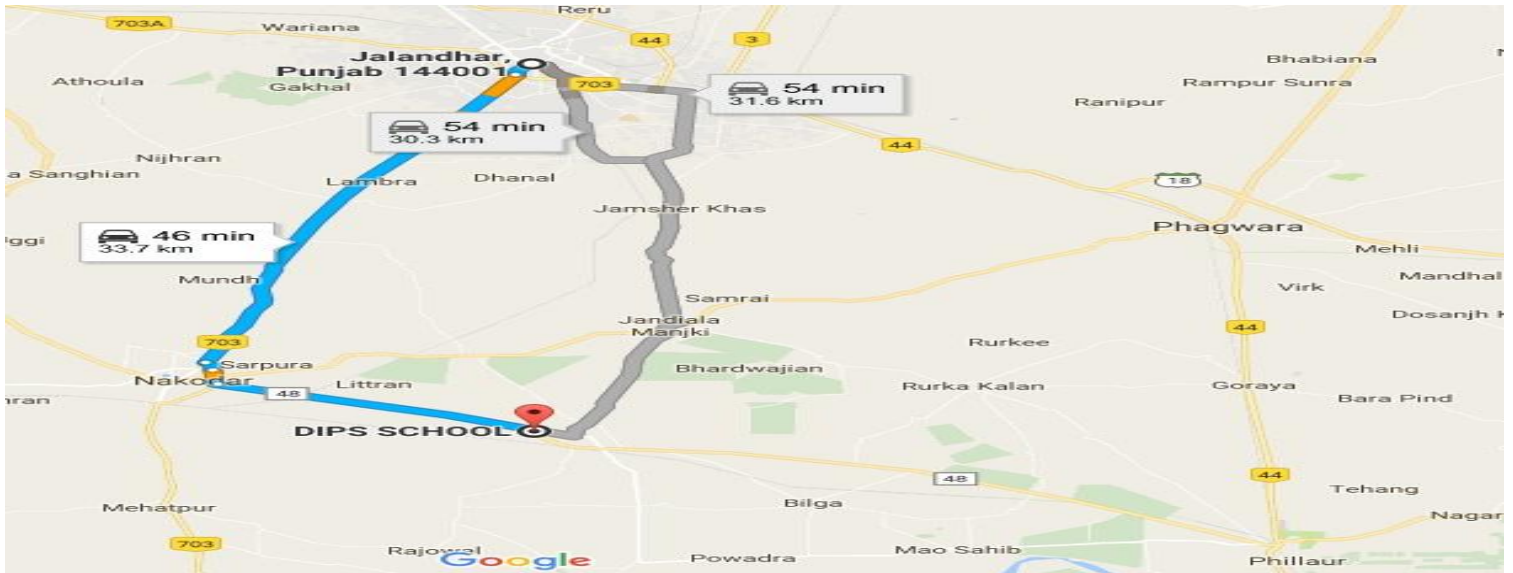 Reru
703A
Wariana
44
3
Jalandhar,
Punjab 144001
Bhabiana
Athoula
Gakhal
703
54 min
31.6 km
Rampur Sunra
Ranipur
54 min
30.3 km
44
Nijhran
a Sanghian
Lambra
Dhanal
18
Jamsher Khas
Phagwara
46 min
33.7 km
Uggi
Mehli
Mundh
Mandhal
Virk
Samrai
Dosanjh K
Jandiala
Manjki
44
703
Rurkee
Sarpura
Bhardwajian
Nakodar
Littran
Rurka Kalan
Goraya
48
hran
Bara Pind
DIPS SCHOOL
44
48
Tehang
Mehatpur
Bilga
Nagar
703
Rajowal
Google
Powadra
Mao Sahib
Phillaur